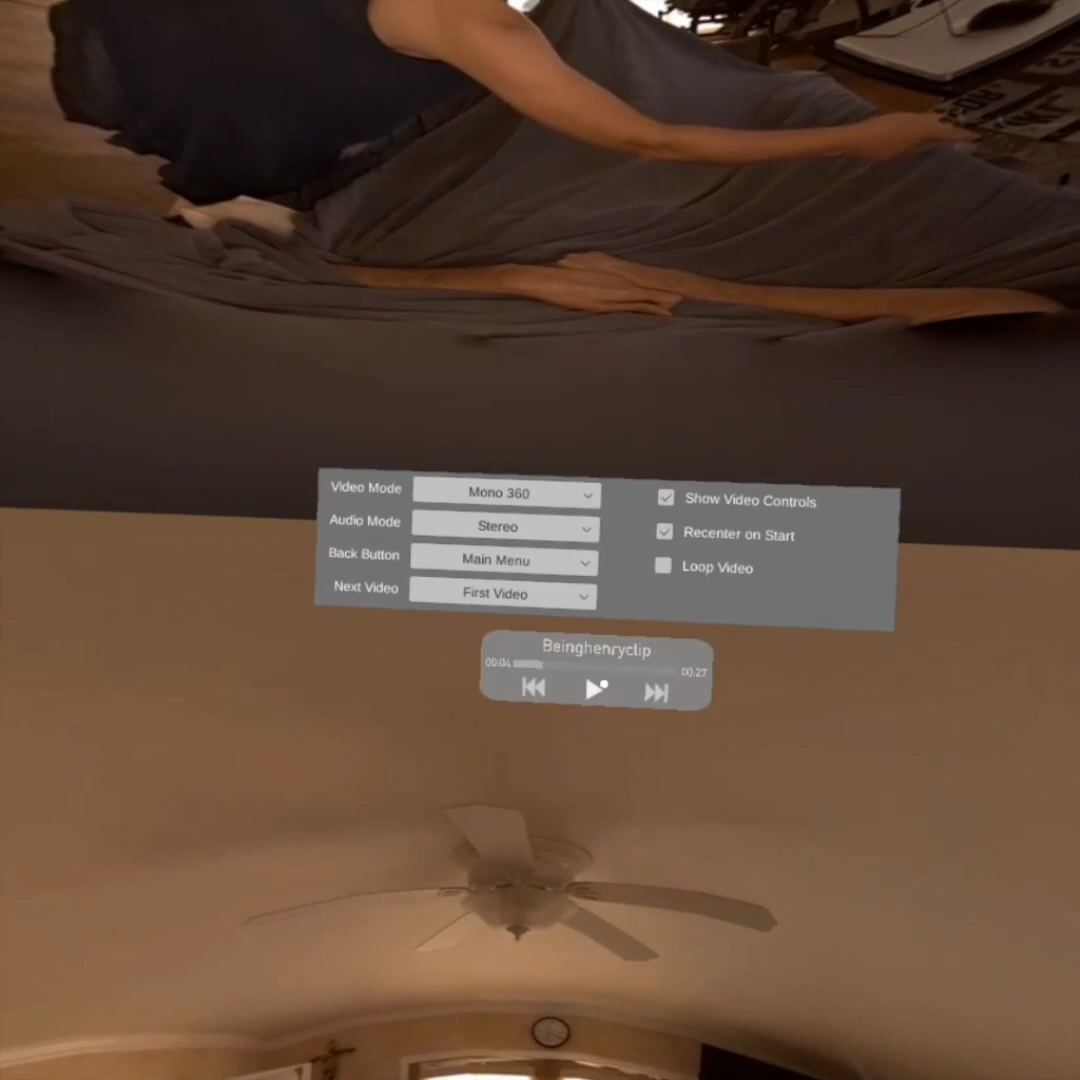 Video Mode Mono 360
Audio Mode Stereo
Back Button Main Menu
Next Video First Video
Show Video Controls
Recenter on Start
Loop Video
Beinghenryclip
00:04 00:27